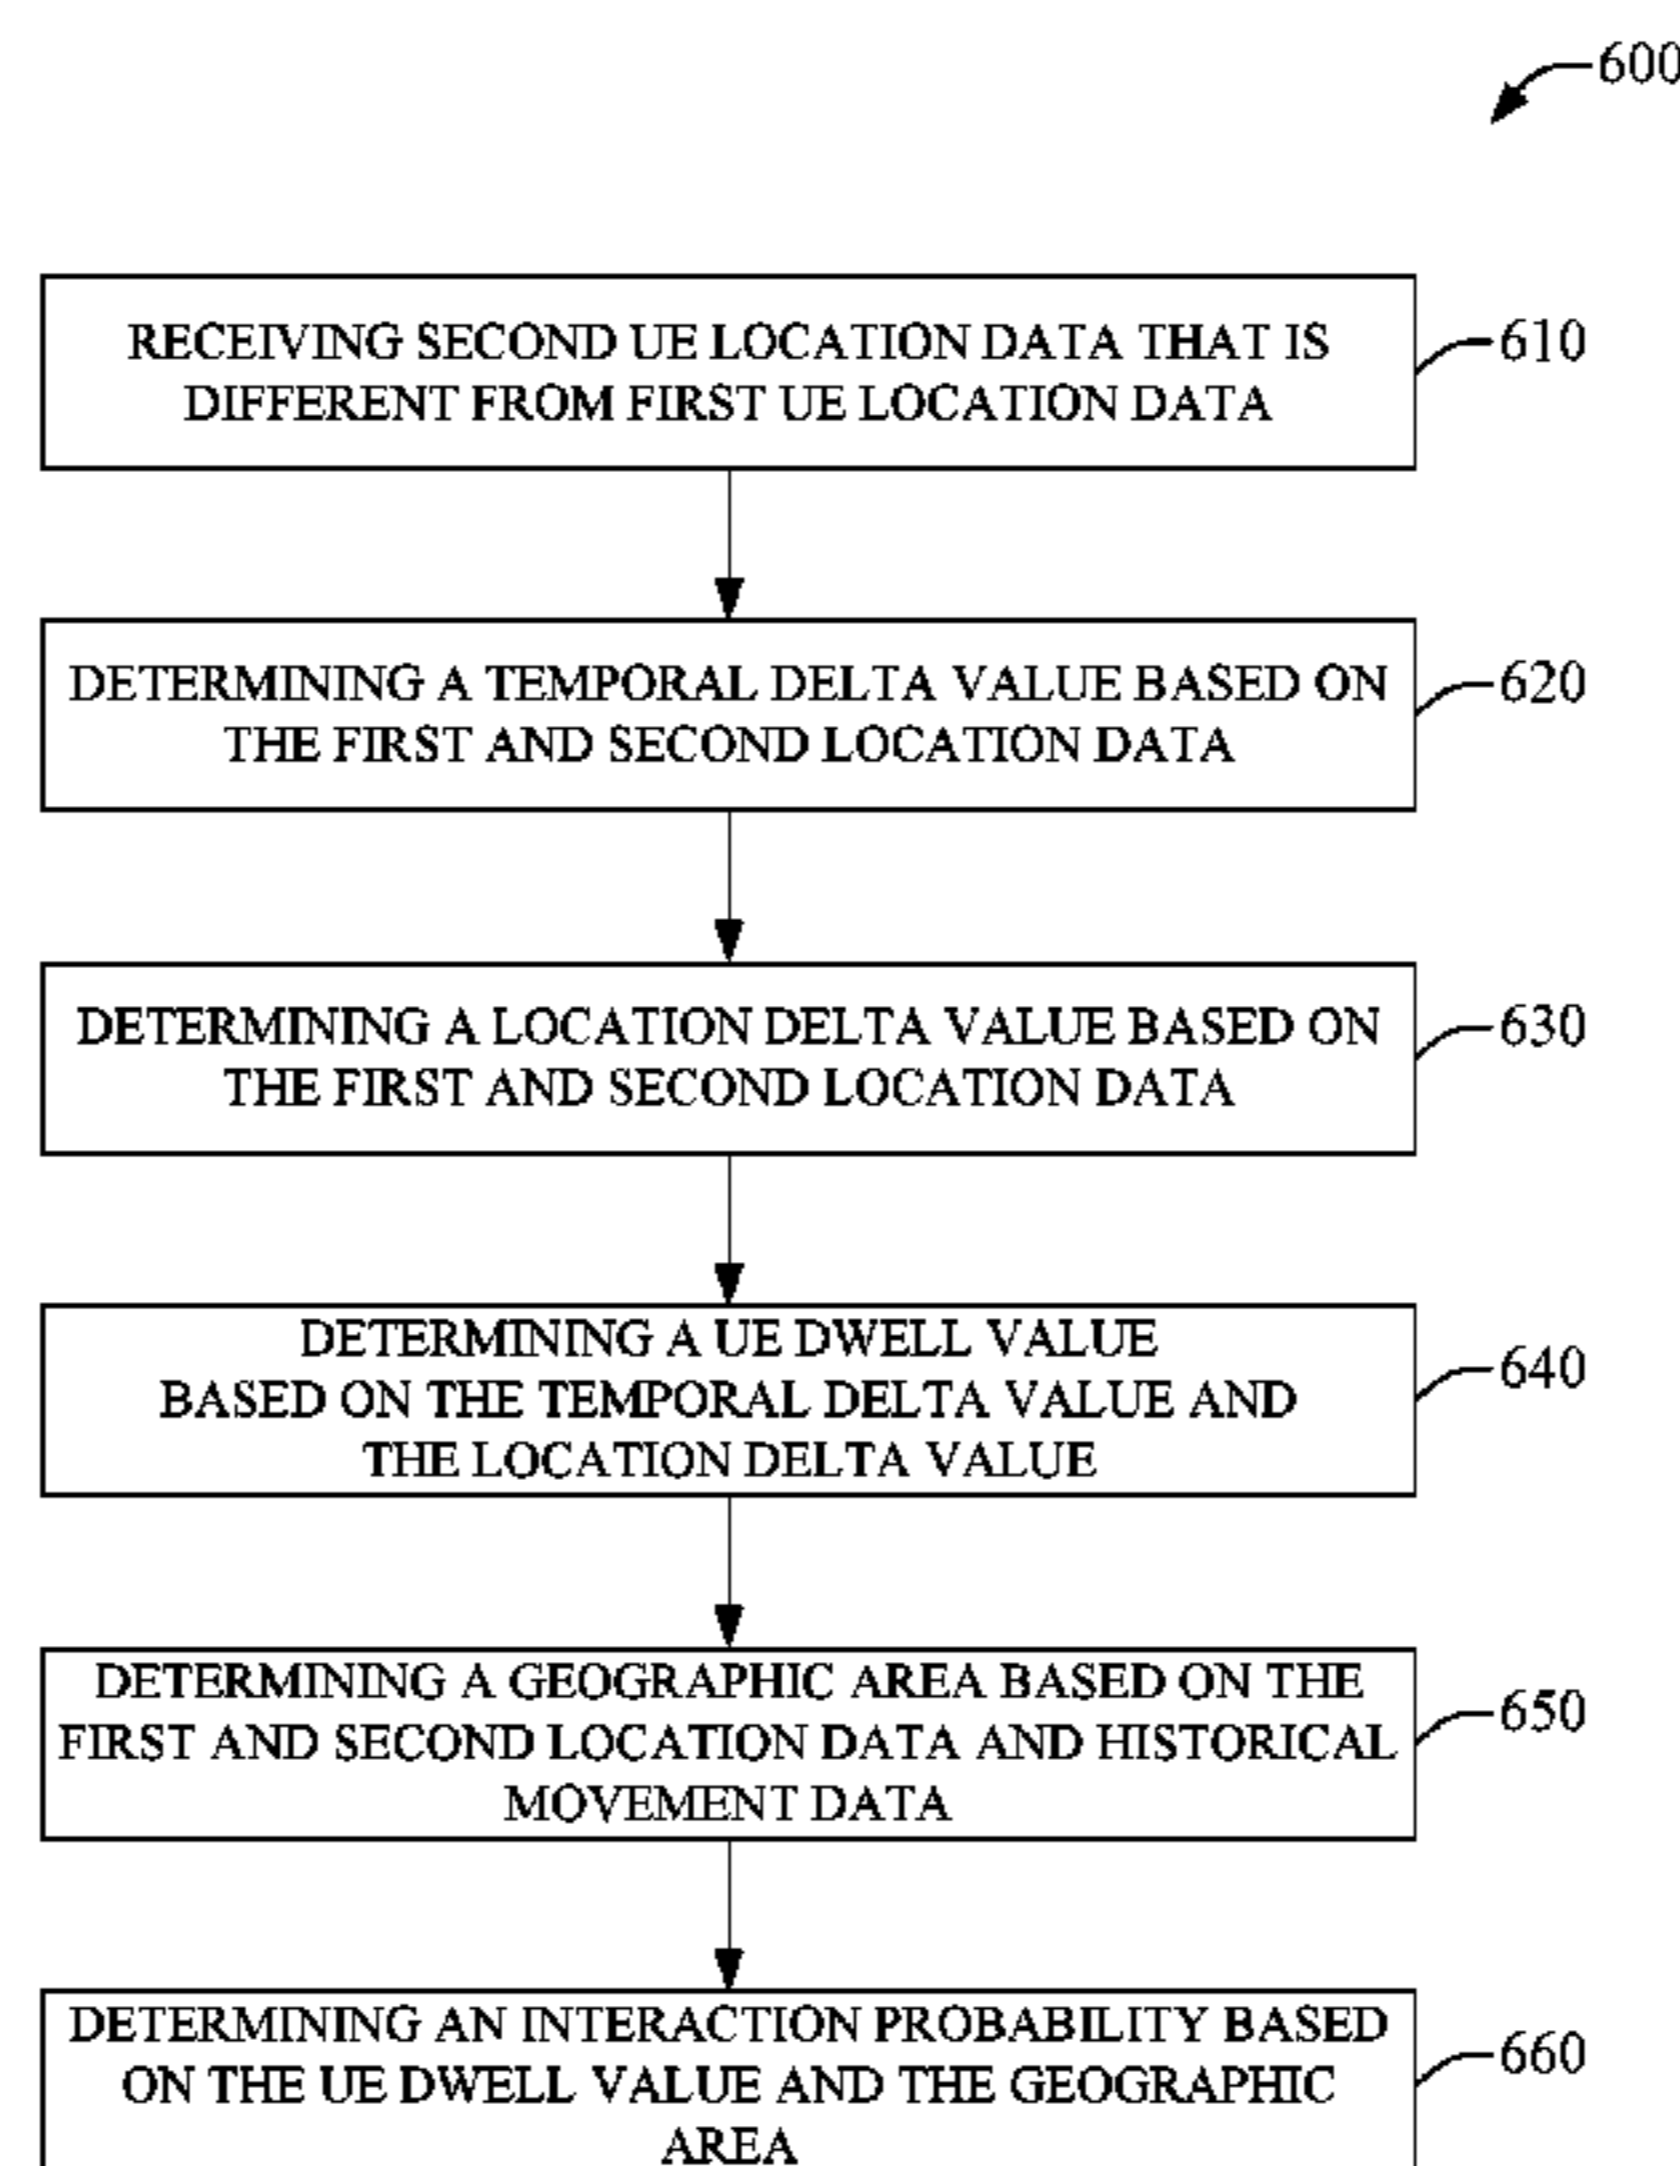 600
RECEIVING SECOND UE LOCATION DATA THAT IS
DIFFERENT FROM FIRST UE LOCATION DATA
610
DETERMINING A TEMPORAL DELTA VALUE BASED ON
THE FIRST AND SECOND LOCATION DATA
620
DETERMINING A LOCATION DELTA VALUE BASED ON
THE FIRST AND SECOND LOCATION DATA
630
DETERMINING A UE DWELL VALUE
BASED ON THE TEMPORAL DELTA VALUE AND
THE LOCATION DELTA VALUE
640
DETERMINING A GEOGRAPHIC AREA BASED ON THE
FIRST AND SECOND LOCATION DATA AND HISTORICAL
MOVEMENT DATA
650
DETERMINING AN INTERACTION PROBABILITY BASED
ON THE UE DWELL VALUE AND THE GEOGRAPHIC
AREA
660